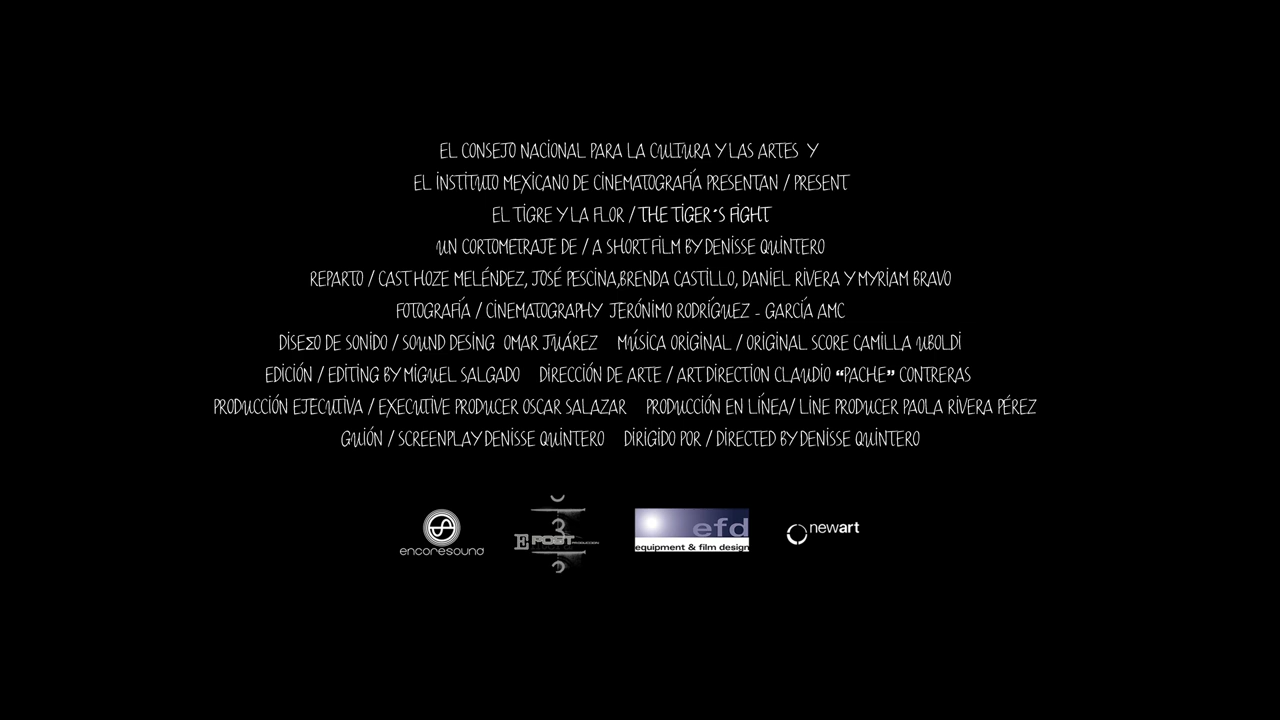 EL CONSEJO NACIONAL PARA LA CULTURA Y LAS ARTES Y
EL INSTITUTO MEXICANO DE CINEMATOGRAFÍA PRESENTAN / PRESENT
EL TIGRE Y LA FLOR / THE TIGER´S FIGHT
UN CORTOMETRAJE DE / A SHORT FILM BY DENISSE QUINTERO
REPARTO / CAST HOZE MELÉNDEZ, JOSÉ PESCINA,BRENDA CASTILLO, DANIEL RIVERA Y MYRIAM BRAVO
FOTOGRAFÍA / CINEMATOGRAPHY JERÓNIMO RODRÍGUEZ - GARCÍA AMC
DISEΣO DE SONIDO / SOUND DESING OMAR JUÁREZ MÚSICA ORIGINAL / ORIGINAL SCORE CAMILLA UBOLDI
EDICIÓN / EDITING BY MIGUEL SALGADO DIRECCIÓN DE ARTE / ART DIRECTION CLAUDIO “PACHE” CONTRERAS
PRODUCCIÓN EJECUTIVA / EXECUTIVE PRODUCER OSCAR SALAZAR PRODUCCIÓN EN LÍNEA/ LINE PRODUCER PAOLA RIVERA PÉREZ
GUIÓN / SCREENPLAY DENISSE QUINTERO DIRIGIDO POR / DIRECTED BY DENISSE QUINTERO
encoresound
POST PRODUCCIÓN
efd
equipment & film design
newart